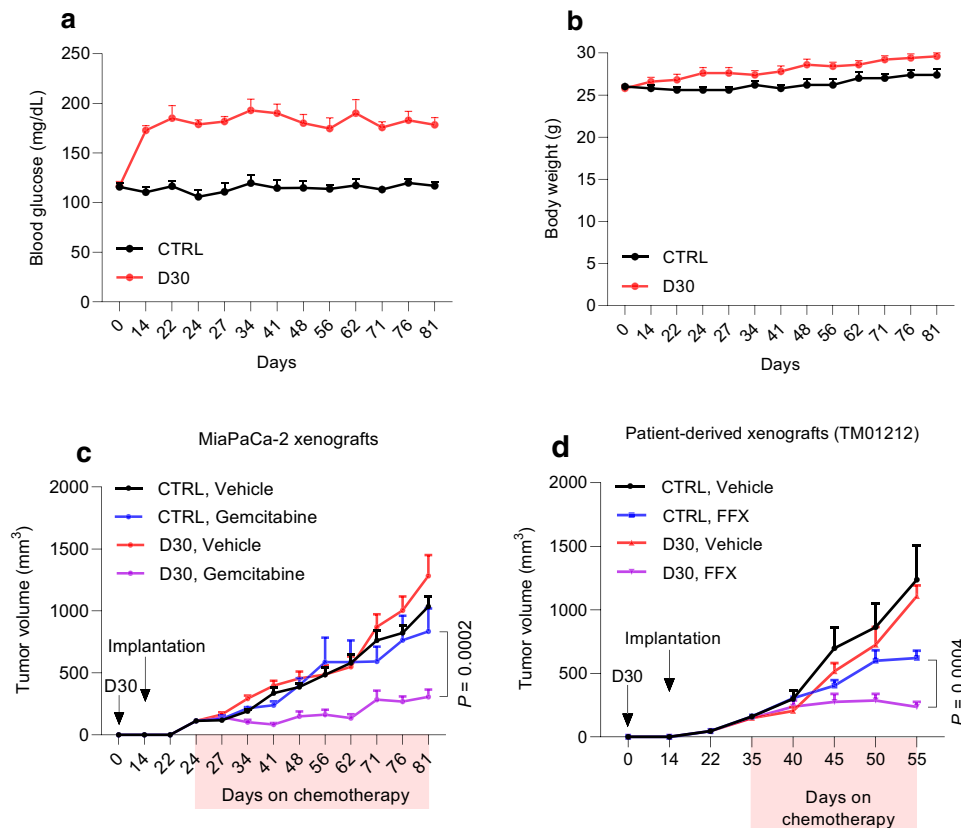 a
250
200
150
100
50
0
Blood glucose (mg/dL)
CTRL
D30
0 14 22 24 27 34 41 48 56 62 71 76 81
Days
b
30
25
20
15
10
5
0
Body weight (g)
CTRL
D30
0 14 22 24 27 34 41 48 56 62 71 76 81
Days
c
MiaPaCa-2 xenografts
2000
1500
1000
500
0
Tumor volume (mm³)
CTRL, Vehicle
CTRL, Gemcitabine
D30, Vehicle
D30, Gemcitabine
Implantation
D30
P = 0.0002
0 14 22 24 27 34 41 48 56 62 71 76 81
Days on chemotherapy
d
Patient-derived xenografts (TM01212)
2000
1500
1000
500
0
Tumor volume (mm³)
CTRL, Vehicle
CTRL, FFX
D30, Vehicle
D30, FFX
Implantation
D30
P = 0.0004
0 14 22 35 40 45 50 55
Days on
chemotherapy